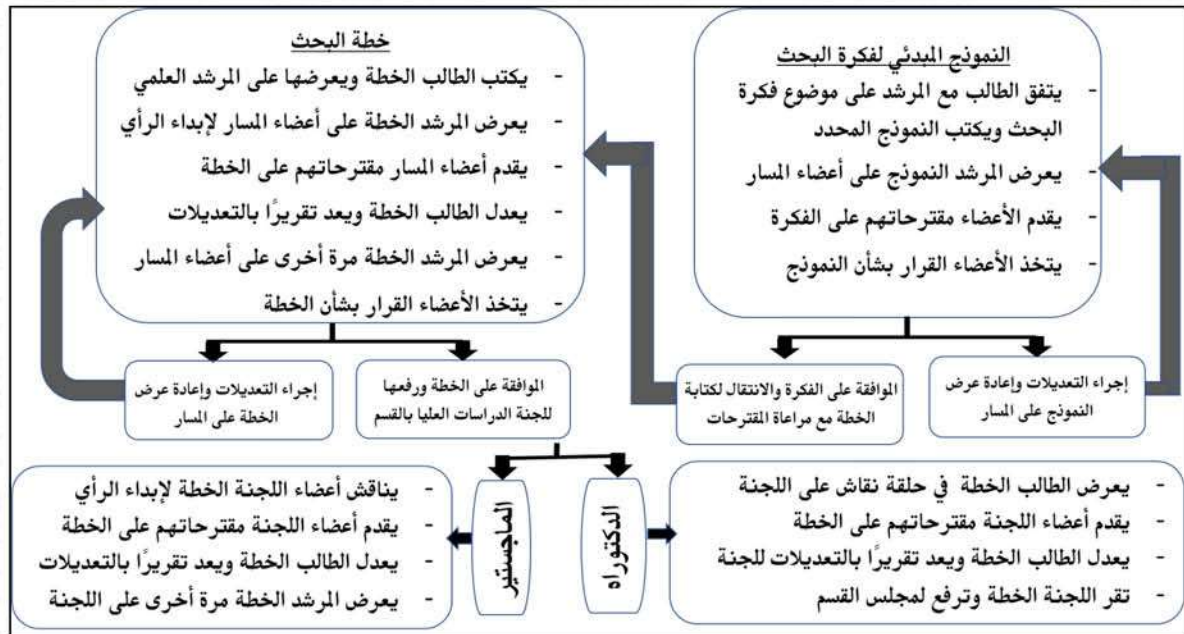 النموذج المبدئي لفكرة البحث
- يتفق الطالب مع المرشد على موضوع فكرة
البحث ويكتب النموذج المحدد
- يعرض المرشد النموذج على أعضاء المسار
- يقدم الأعضاء مقترحاتهم على الفكرة
- يتخذ الأعضاء القرار بشأن النموذج
إجراء التعديلات وإعادة عرض
النموذج على المسار
الموافقة على الفكرة والانتقال لكتابة
الخطة مع مراعاة المقترحات
خطة البحث
- يكتب الطالب الخطة ويعرضها على المرشد العلمي
- يعرض المرشد الخطة على أعضاء المسار لإبداء الرأي
- يقدم أعضاء المسار مقترحاتهم على الخطة
- يعدل الطالب الخطة ويعد تقريرًا بالتعديلات
- يعرض المرشد الخطة مرة أخرى على أعضاء المسار
- يتخذ الأعضاء القرار بشأن الخطة
الموافقة على الخطة ورفعها
للجنة الدراسات العليا بالقسم
إجراء التعديلات وإعادة عرض
الخطة على المسار
الدكتوراه
- يعرض الطالب الخطة في حلقة نقاش على اللجنة
- يقدم أعضاء اللجنة مقترحاتهم على الخطة
- يعدل الطالب الخطة ويعد تقريرًا بالتعديلات للجنة
- تقر اللجنة الخطة وترفع لمجلس القسم
الماجستير
- يناقش أعضاء اللجنة الخطة لإبداء الرأي
- يقدم أعضاء اللجنة مقترحاتهم على الخطة
- يعدل الطالب الخطة ويعد تقريرًا بالتعديلات
- يعرض المرشد الخطة مرة أخرى على اللجنة